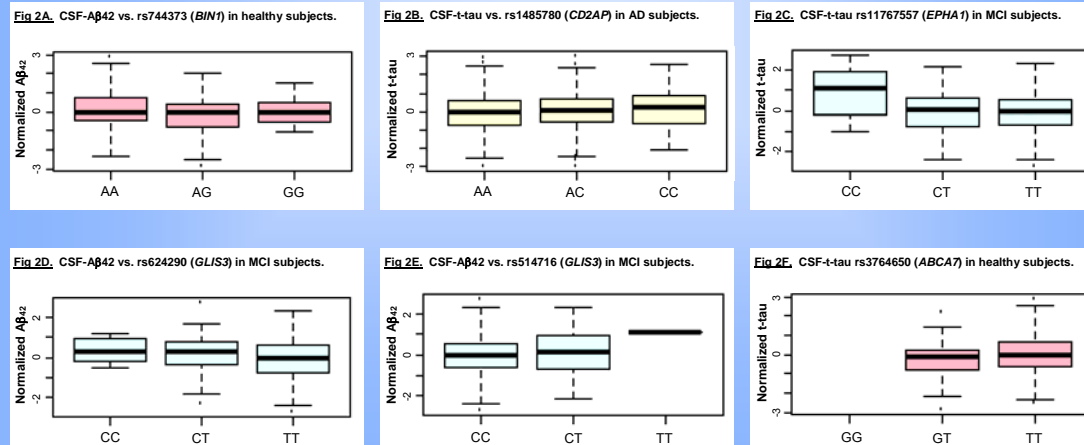 Fig 2A. CSF-Aβ42 vs. rs744373 (BIN1) in healthy subjects.
Normalized Aβ42
3
0
-3
AA AG GG
Fig 2B. CSF-t-tau vs. rs1485780 (CD2AP) in AD subjects.
Normalized t-tau
3
0
-3
AA AC CC
Fig 2C. CSF-t-tau rs11767557 (EPHA1) in MCI subjects.
Normalized t-tau
2
0
-2
CC CT TT
Fig 2D. CSF-Aβ42 vs. rs624290 (GLIS3) in MCI subjects.
Normalized Aβ42
2
0
-2
CC CT TT
Fig 2E. CSF-Aβ42 vs. rs514716 (GLIS3) in MCI subjects.
Normalized Aβ42
2
0
-2
CC CT TT
Fig 2F. CSF-t-tau rs3764650 (ABCA7) in healthy subjects.
Normalized t-tau
3
0
-3
GG GT TT